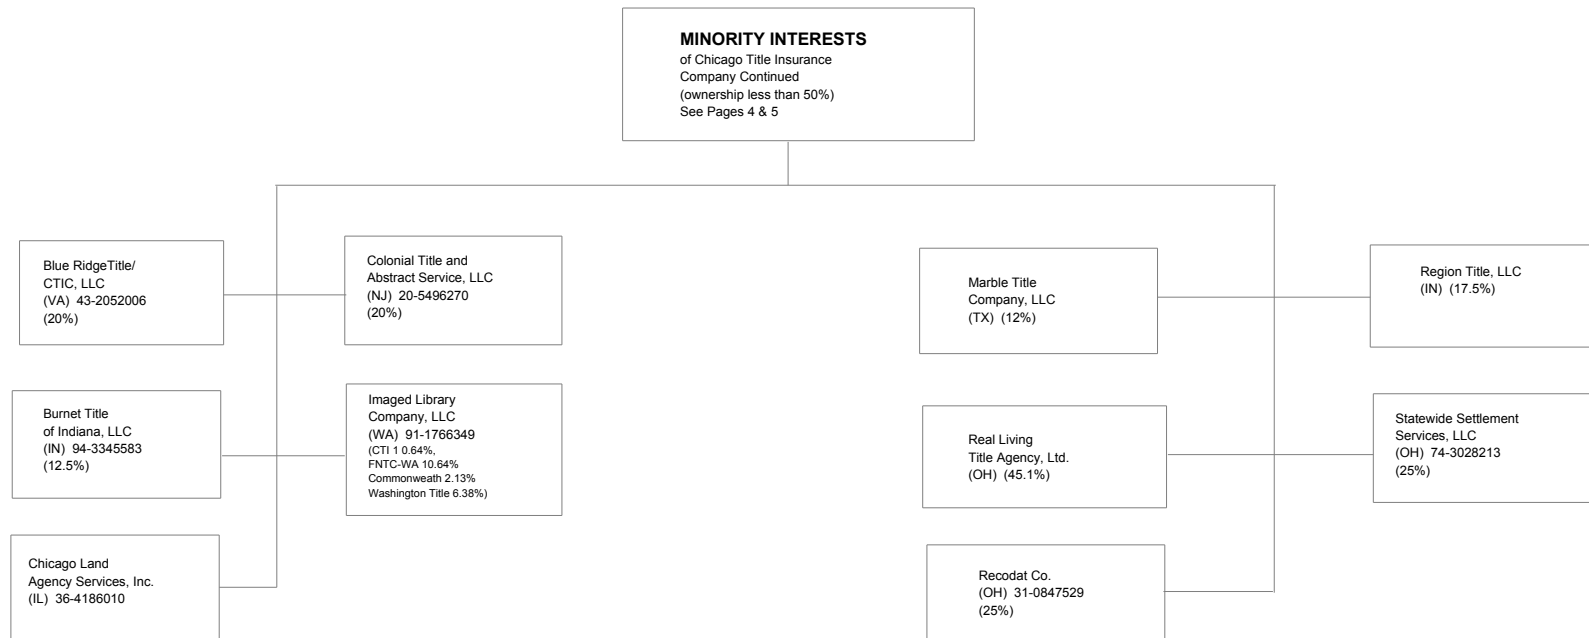 MINORITY INTERESTS
of Chicago Title Insurance
Company Continued
(ownership less than 50%)
See Pages 4 & 5
Blue RidgeTitle/
CTIC, LLC
(VA) 43-2052006
(20%)
Colonial Title and
Abstract Service, LLC
(NJ) 20-5496270
(20%)
Marble Title
Company, LLC
(TX) (12%)
Region Title, LLC
(IN) (17.5%)
Burnet Title
of Indiana, LLC
(IN) 94-3345583
(12.5%)
Imaged Library
Company, LLC
(WA) 91-1766349
(CTI 1 0.64%,
FNTC-WA 10.64%
Commonweath 2.13%
Washington Title 6.38%)
Real Living
Title Agency, Ltd.
(OH) (45.1%)
Statewide Settlement
Services, LLC
(OH) 74-3028213
(25%)
Chicago Land
Agency Services, Inc.
(IL) 36-4186010
Recodat Co.
(OH) 31-0847529
(25%)